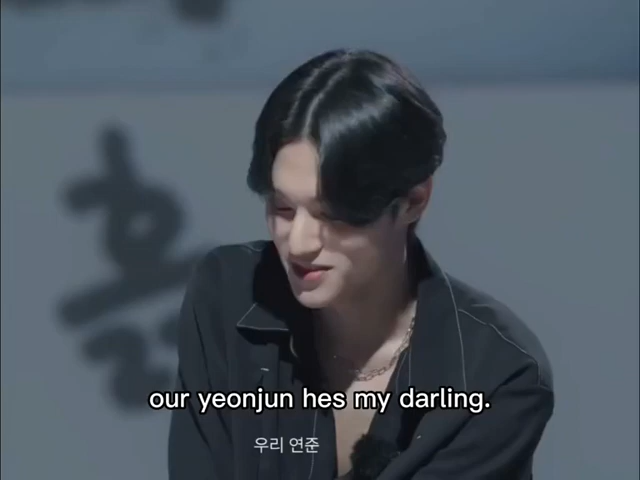 our yeonjun hes my darling.
우리 연준